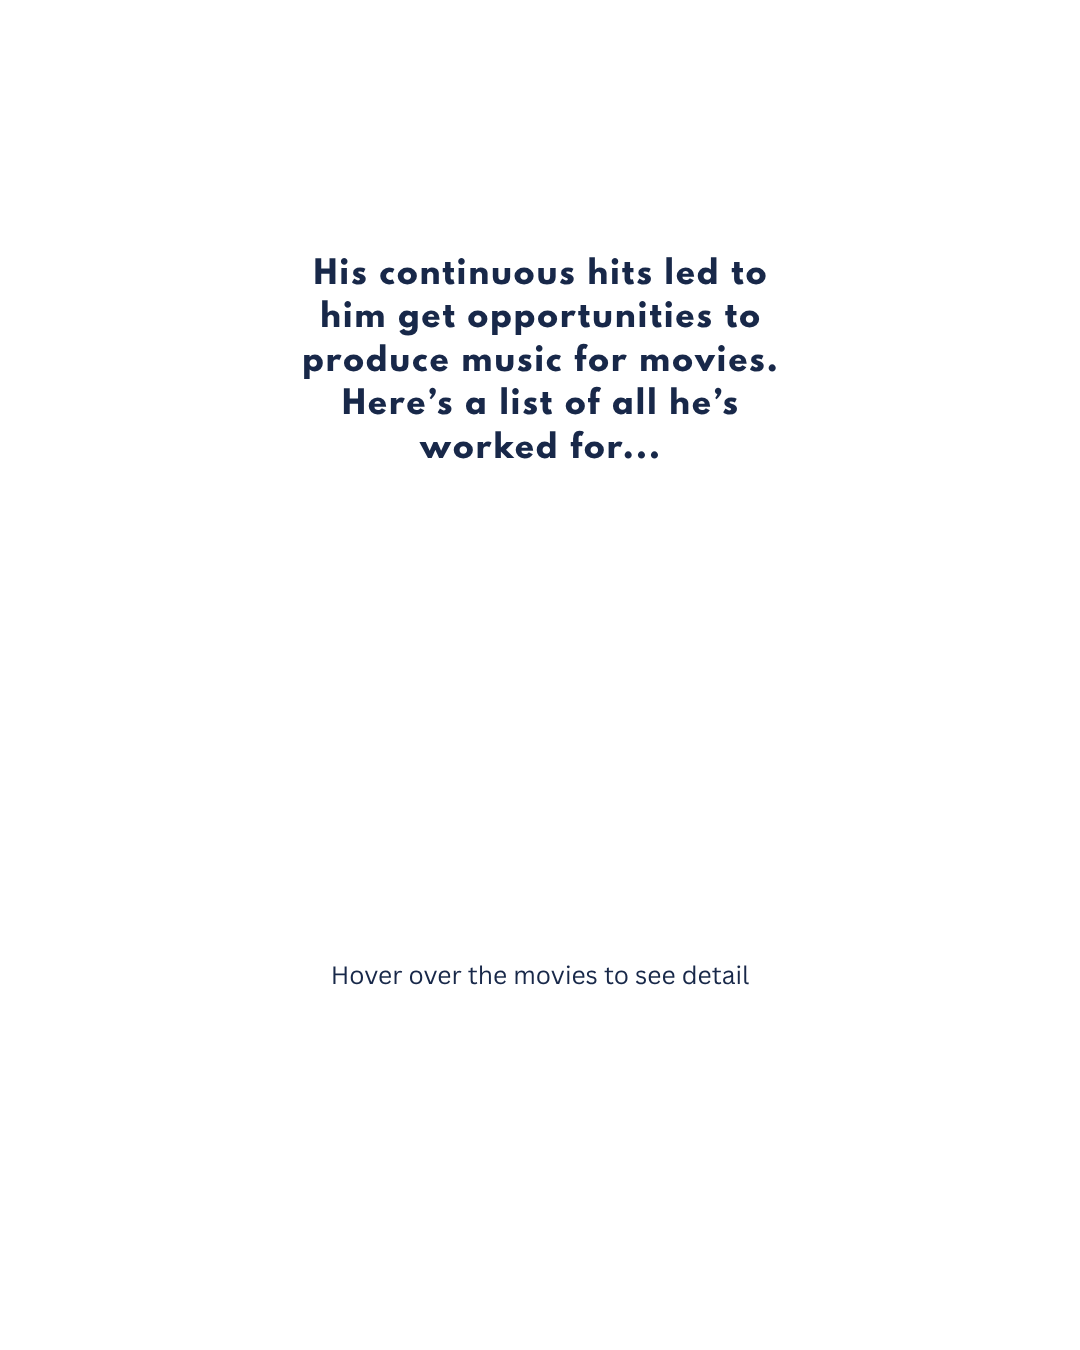 His continuous hits led to
him get opportunities to
produce music for movies.
Here’s a list of all he’s
worked for...
Hover over the movies to see detail